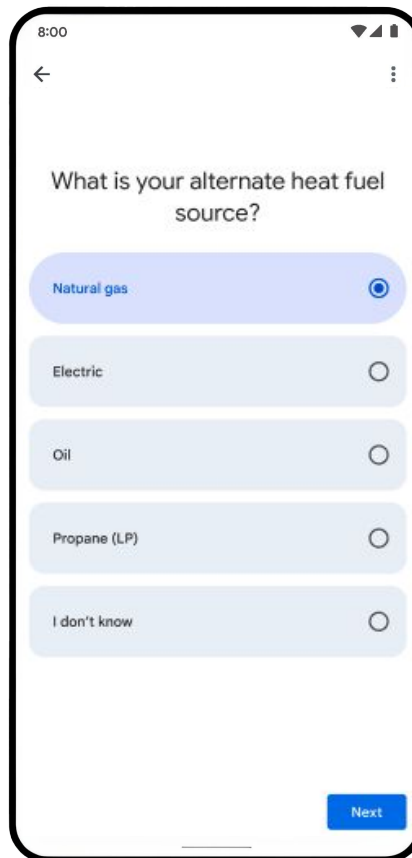 8:00
What is your alternate heat fuel
source?
Natural gas
Electric
Oil
Propane (LP)
I don't know
Next